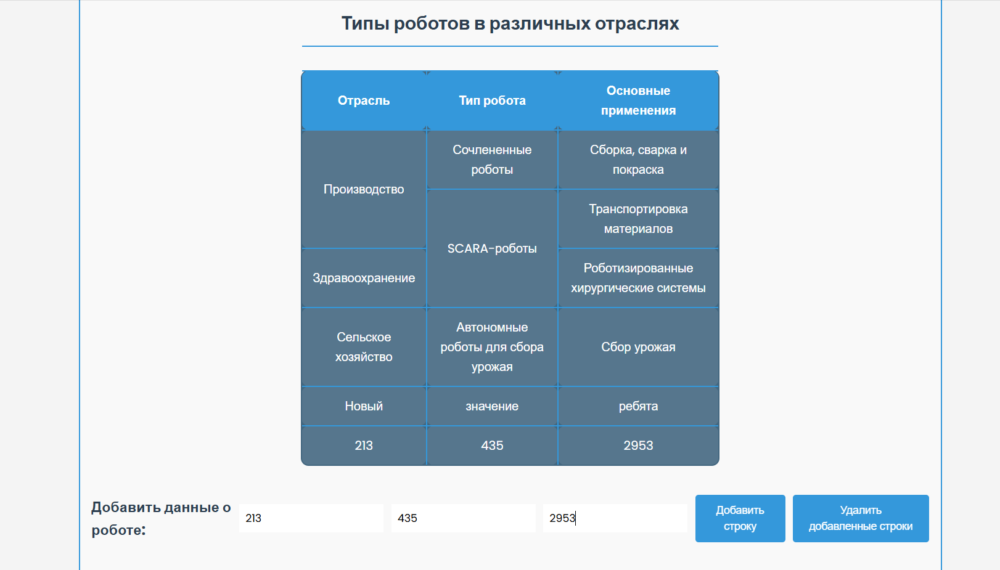 Типы роботов в различных отраслях
Отрасль
Тип робота
Основные
применения
Производство
Сочлененные
роботы
Сборка, сварка и
покраска
SCARA-роботы
Транспортировка
материалов
Здравоохранение
Роботизированные
хирургические системы
Сельское
хозяйство
Автономные
роботы для сбора
урожая
Сбор урожая
Новый
значение
ребята
213
435
2953
Добавить данные о
роботе:
213
435
2953
Добавить
строку
Удалить
добавленные строки